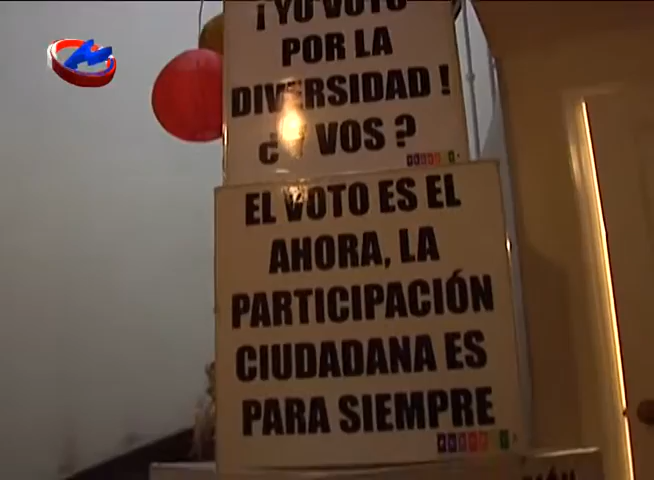 ¡YO VOTO
POR LA
DIVERSIDAD!
¿Y VOS?
EL VOTO ES EL
AHORA, LA
PARTICIPACIÓN
CIUDADANA ES
PARA SIEMPRE